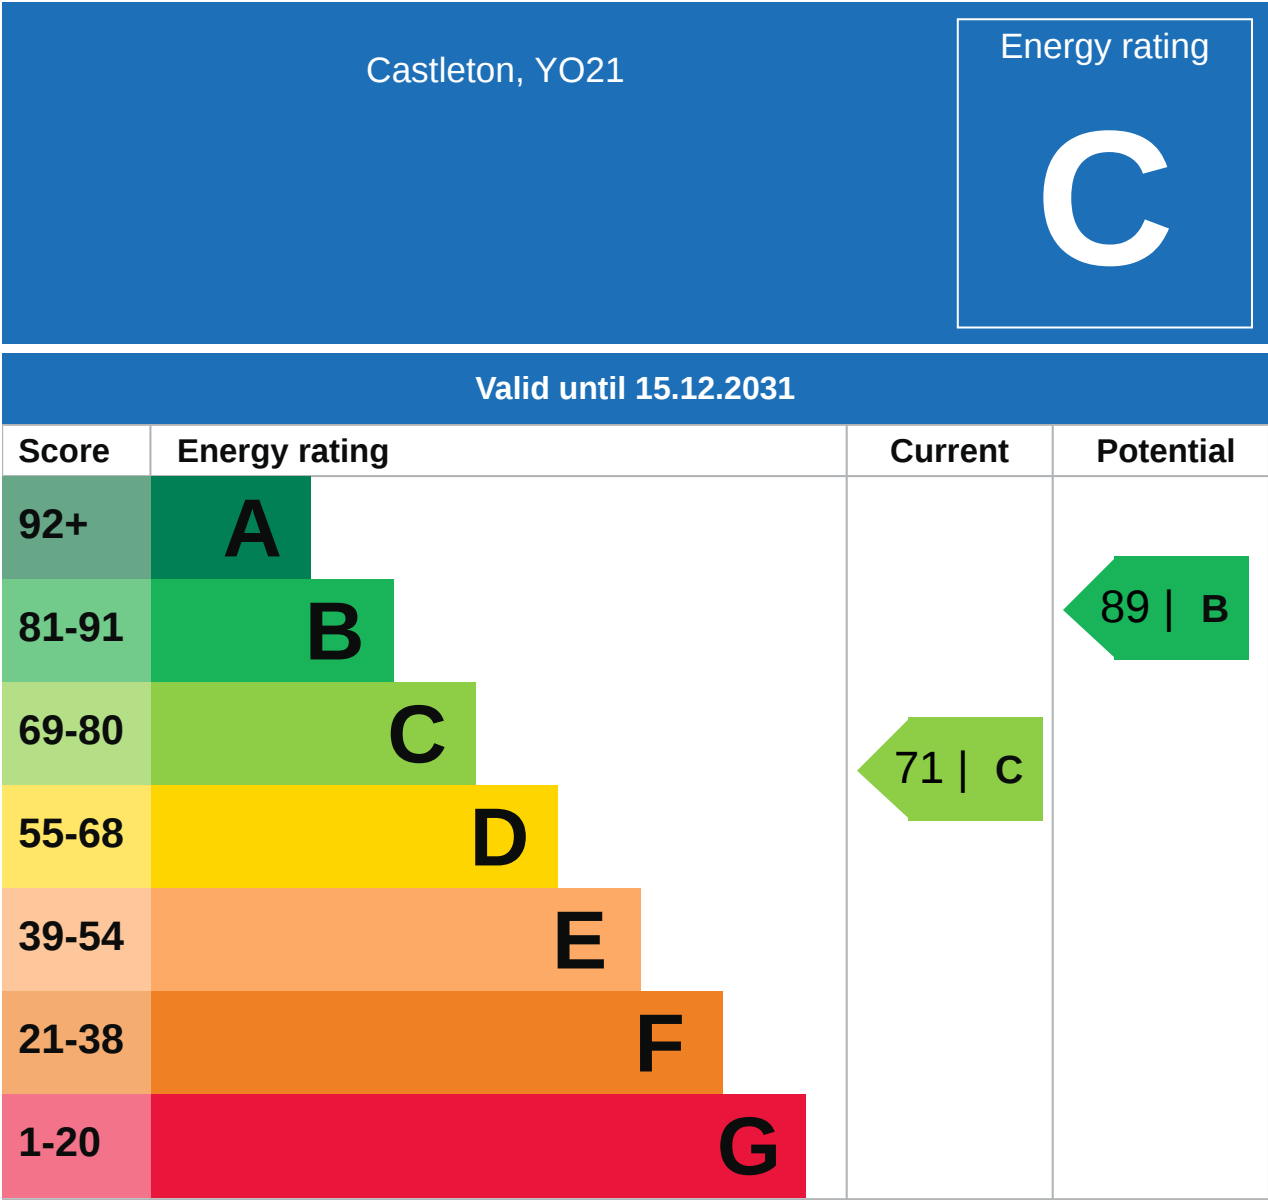 Castleton, YO21
Energy rating
C
Valid until 15.12.2031
Score Energy rating Current Potential
92+ A
81-91 B
89 | B
69-80 C
71 | C
55-68 D
39-54 E
21-38 F
1-20 G